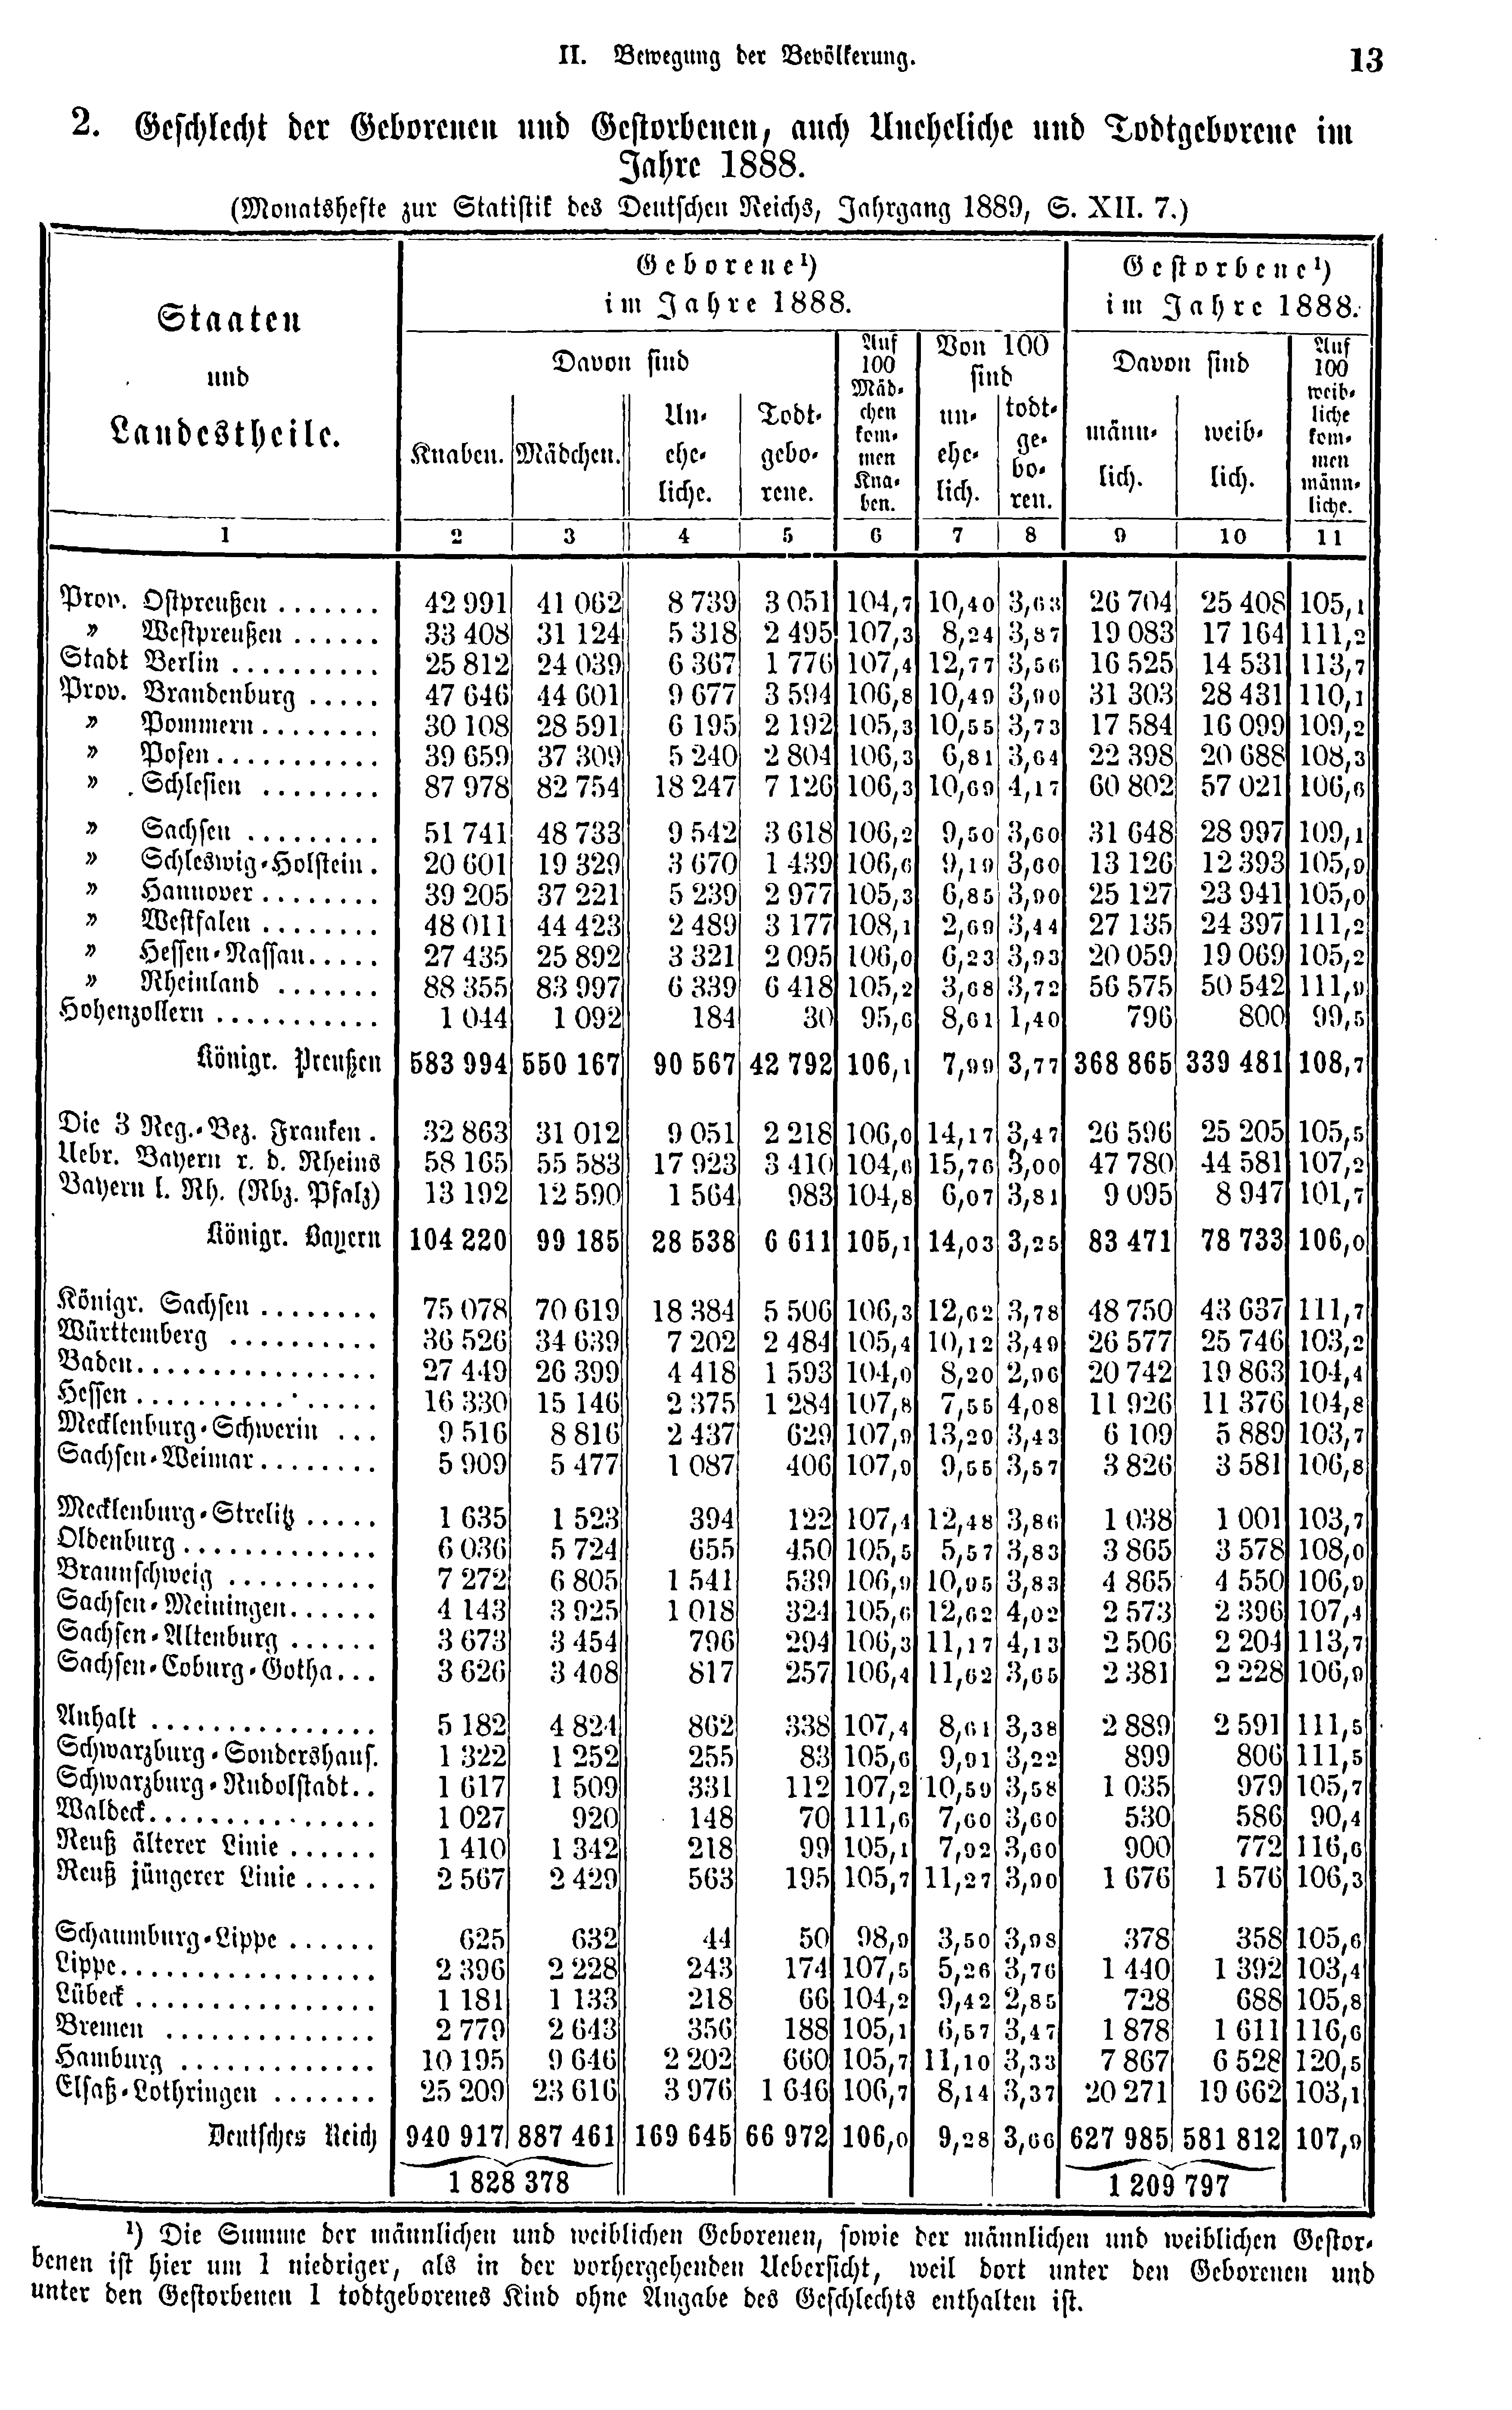 II. Bewegung der Bevölkerung. 13
2. Geschlecht der Geborenen und Gestorbenen, auch Uneheliche und Todtgeborene im
Jahre 1888.
(Monatshefte zur Statistik des Deutschen Reichs, Jahrgang 1889, S. XII. 7.)
Staaten
und
Landestheile.
Geborene¹)
im Jahre 1888.
Gestorbene¹)
im Jahre 1888.
Davon sind
Knaben.
Mädchen.
Un-
ehe-
liche.
Todt-
gebo-
rene.
Auf
100
Mäd-
chen
kom-
men
Kna-
ben.
Von 100
sind
un-
ehe-
lich.
todt-
ge-
bo-
ren.
Davon sind
männ-
lich.
weib-
lich.
Auf
100
weib-
liche
kom-
men
männ-
liche.
1 2 3 4 5 6 7 8 9 10 11
Prov. Ostpreußen ....... 42 991 41 062 8 739 3 051 104,7 10,40 3,63 26 704 25 408 105,1
" Westpreußen ...... 33 408 31 124 5 318 2 495 107,3 8,24 3,87 19 083 17 164 111,2
Stadt Berlin .......... 25 812 24 039 6 367 1 776 107,4 12,77 3,56 16 525 14 531 113,7
Prov. Brandenburg ..... 47 646 44 601 9 677 3 594 106,8 10,49 3,90 31 303 28 431 110,1
" Pommern........ 30 108 28 591 6 195 2 192 105,3 10,55 3,73 17 584 16 099 109,2
" Posen........... 39 659 37 309 5 240 2 804 106,3 6,81 3,64 22 398 20 688 108,3
" Schlesien ........ 87 978 82 754 18 247 7 126 106,3 10,69 4,17 60 802 57 021 106,6
" Sachsen ......... 51 741 48 733 9 542 3 618 106,2 9,50 3,60 31 648 28 997 109,1
" Schleswig-Holstein . 20 601 19 329 3 670 1 439 106,6 9,19 3,60 13 126 12 393 105,9
" Hannover ........ 39 205 37 221 5 239 2 977 105,3 6,85 3,90 25 127 23 941 105,0
" Westfalen ........ 48 011 44 423 2 489 3 177 108,1 2,69 3,44 27 135 24 397 111,2
" Hessen-Nassau..... 27 435 25 892 3 321 2 095 106,0 6,23 3,93 20 059 19 069 105,2
" Rheinland ....... 88 355 83 997 6 339 6 418 105,2 3,68 3,72 56 575 50 542 111,9
Hohenzollern ........... 1 044 1 092 184 30 95,6 8,61 1,40 796 800 99,5
Königr. Preußen 583 994 550 167 90 567 42 792 106,1 7,99 3,77 368 865 339 481 108,7
Die 3 Reg.-Bez. Franken . 32 863 31 012 9 051 2 218 106,0 14,17 3,47 26 596 25 205 105,5
Uebr. Bayern r. d. Rheins 58 165 55 583 17 923 3 410 104,6 15,76 3,00 47 780 44 581 107,2
Bayern l. Rh. (Rbz. Pfalz) 13 192 12 590 1 564 983 104,8 6,07 3,81 9 095 8 947 101,7
Königr. Bayern 104 220 99 185 28 538 6 611 105,1 14,03 3,25 83 471 78 733 106,0
Königr. Sachsen ........ 75 078 70 619 18 384 5 506 106,3 12,62 3,78 48 750 43 637 111,7
Württemberg .......... 36 526 34 639 7 202 2 484 105,4 10,12 3,49 26 577 25 746 103,2
Baden................ 27 449 26 399 4 418 1 593 104,0 8,20 2,96 20 742 19 863 104,4
Hessen ................ 16 330 15 146 2 375 1 284 107,8 7,55 4,08 11 926 11 376 104,8
Mecklenburg-Schwerin ... 9 516 8 816 2 437 629 107,9 13,29 3,43 6 109 5 889 103,7
Sachsen-Weimar........ 5 909 5 477 1 087 406 107,9 9,55 3,57 3 826 3 581 106,8
Mecklenburg-Strelitz ..... 1 635 1 523 394 122 107,4 12,48 3,86 1 038 1 001 103,7
Oldenburg............. 6 036 5 724 655 450 105,5 5,57 3,83 3 865 3 578 108,0
Braunschweig .......... 7 272 6 805 1 541 539 106,9 10,95 3,83 4 865 4 550 106,9
Sachsen-Meiningen...... 4 143 3 925 1 018 324 105,6 12,62 4,02 2 573 2 396 107,4
Sachsen-Altenburg ...... 3 673 3 454 796 294 106,3 11,17 4,13 2 506 2 204 113,7
Sachsen-Coburg-Gotha... 3 626 3 408 817 257 106,4 11,62 3,65 2 381 2 228 106,9
Anhalt ............... 5 182 4 824 862 338 107,4 8,61 3,38 2 889 2 591 111,5
Schwarzburg-Sondershaus. 1 322 1 252 255 83 105,6 9,91 3,22 899 806 111,5
Schwarzburg-Rudolstadt.. 1 617 1 509 331 112 107,2 10,59 3,58 1 035 979 105,7
Waldeck............... 1 027 920 148 70 111,6 7,60 3,60 530 586 90,4
Reuß älterer Linie ...... 1 410 1 342 218 99 105,1 7,92 3,60 900 772 116,6
Reuß jüngerer Linie ..... 2 567 2 429 563 195 105,7 11,27 3,90 1 676 1 576 106,3
Schaumburg-Lippe ...... 625 632 44 50 98,9 3,50 3,98 378 358 105,6
Lippe................. 2 396 2 228 243 174 107,5 5,26 3,76 1 440 1 392 103,4
Lübeck ................ 1 181 1 133 218 66 104,2 9,42 2,85 728 688 105,8
Bremen .............. 2 779 2 643 356 188 105,1 6,57 3,47 1 878 1 611 116,6
Hamburg ............. 10 195 9 646 2 202 660 105,7 11,10 3,33 7 867 6 528 120,5
Elsaß-Lothringen ....... 25 209 23 616 3 976 1 646 106,7 8,14 3,37 20 271 19 662 103,1
Deutsches Reich 940 917 887 461 169 645 66 972 106,0 9,28 3,66 627 985 581 812 107,9
1 828 378 1 209 797
¹) Die Summe der männlichen und weiblichen Geborenen, sowie der männlichen und weiblichen Gestor-
benen ist hier um 1 niedriger, als in der vorhergehenden Uebersicht, weil dort unter den Geborenen und
unter den Gestorbenen 1 todtgeborenes Kind ohne Angabe des Geschlechts enthalten ist.